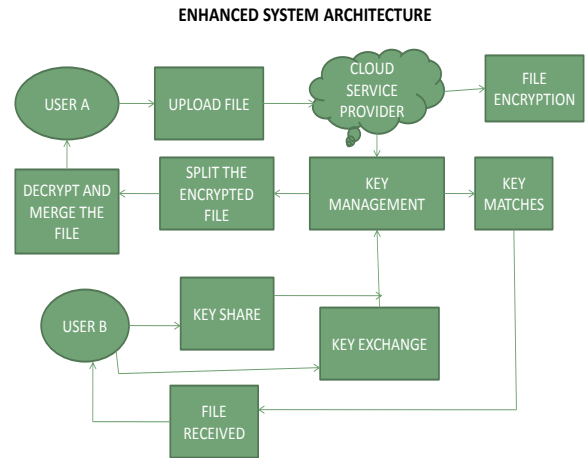 ENHANCED SYSTEM ARCHITECTURE
USER A
UPLOAD FILE
CLOUD
SERVICE
PROVIDER
FILE
ENCRYPTION
DECRYPT AND
MERGE THE
FILE
SPLIT THE
ENCRYPTED
FILE
KEY
MANAGEMENT
KEY
MATCHES
USER B
KEY SHARE
KEY EXCHANGE
FILE
RECEIVED